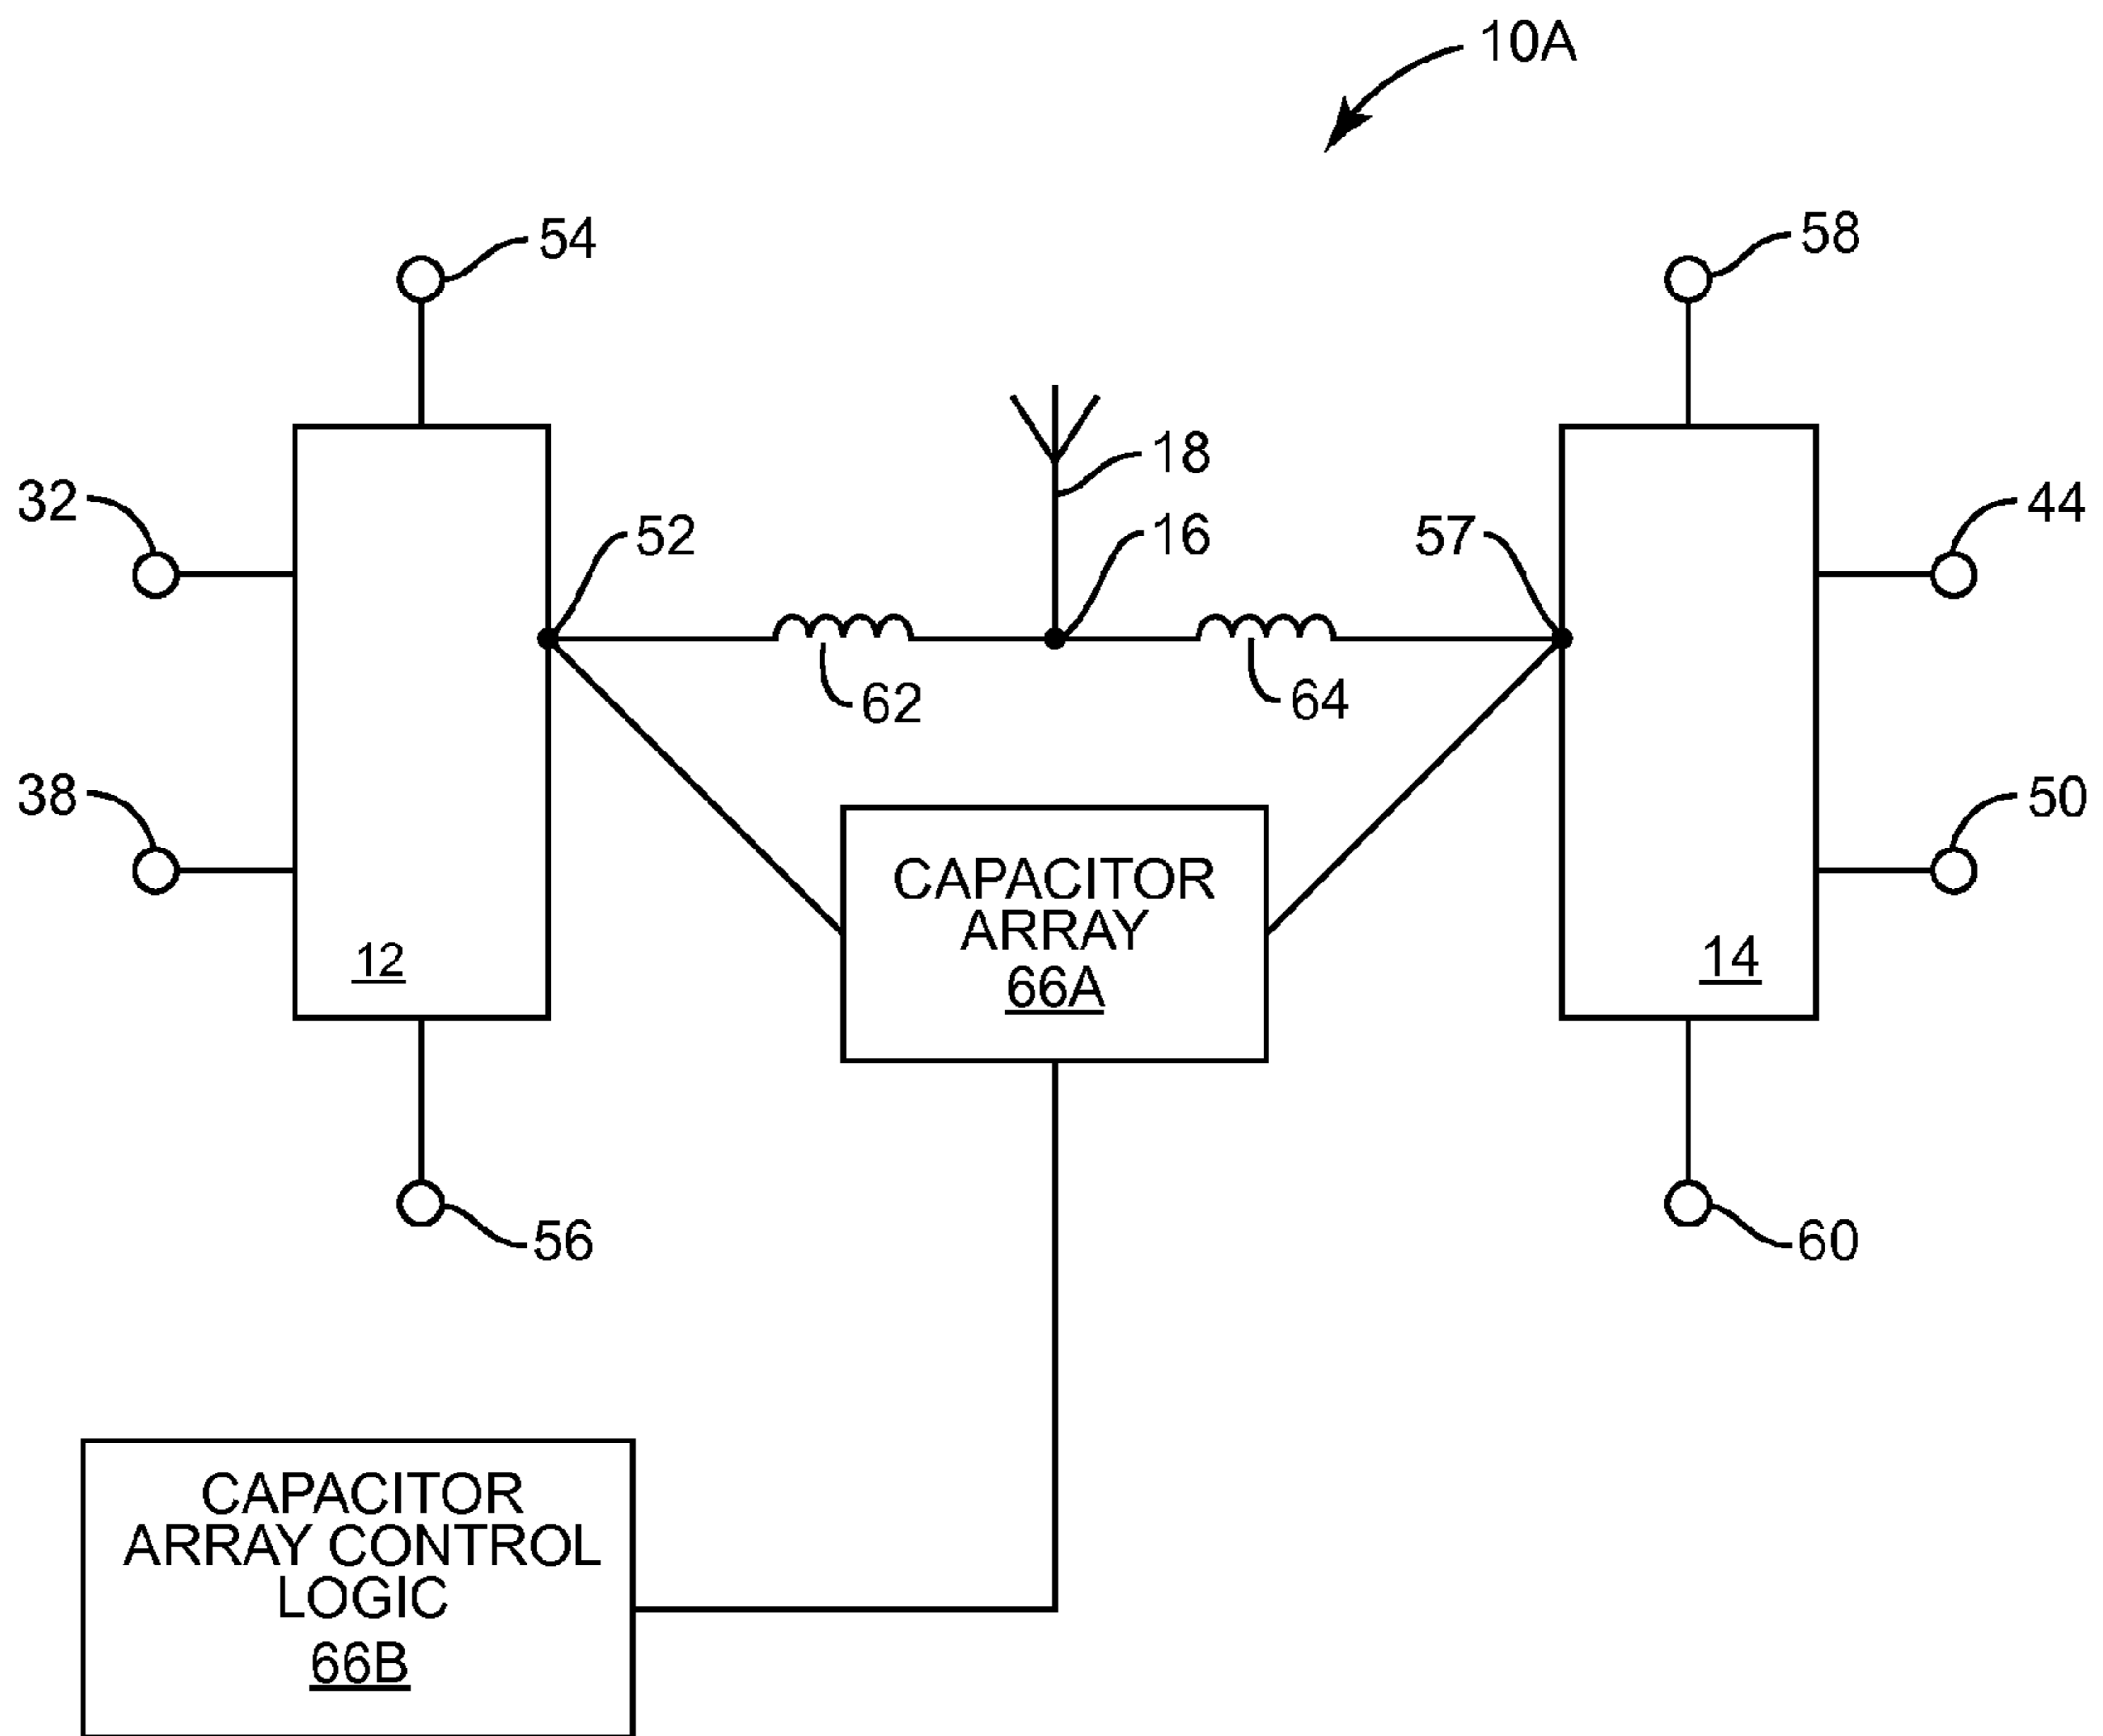 10A
54
58
32
18
44
52
16
57
62
64
38
50
CAPACITOR
ARRAY
66A
12
14
56
60
CAPACITOR
ARRAY CONTROL
LOGIC
66B